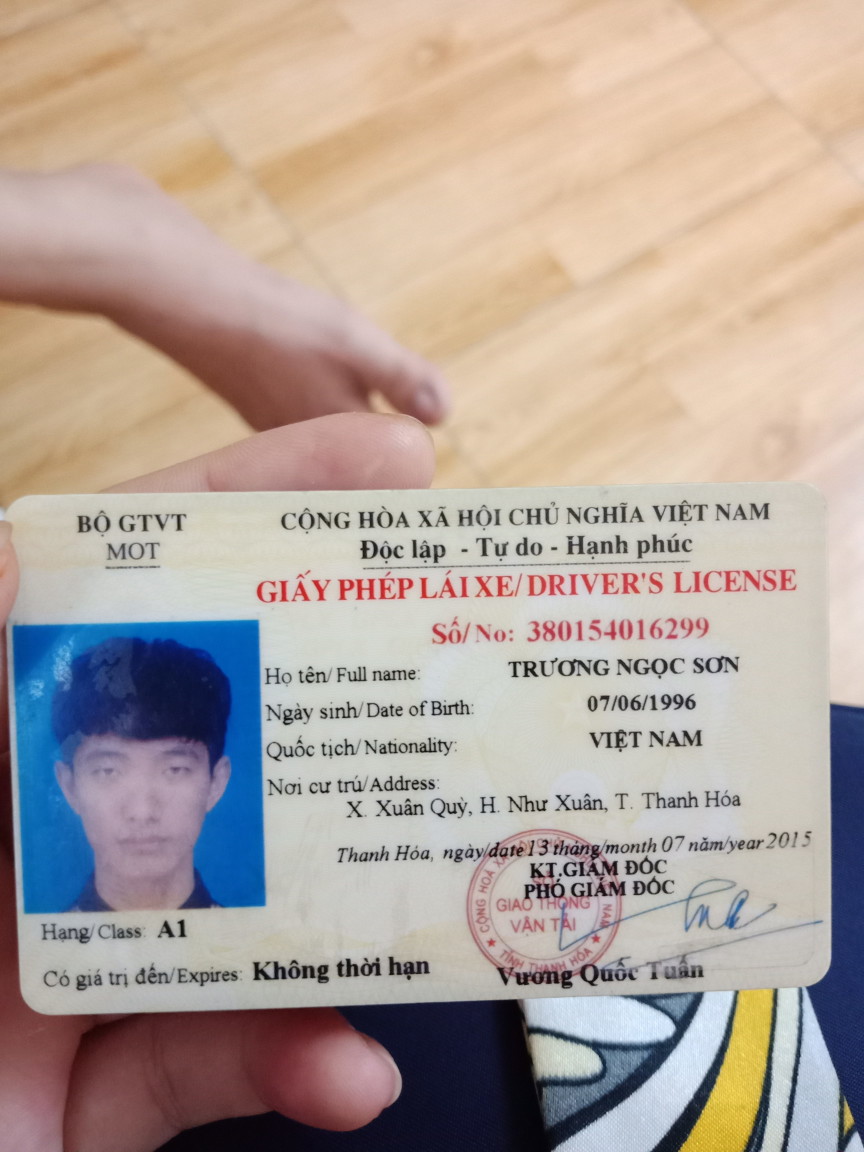 BỘ GTVT
MOT
CỘNG HÒA XÃ HỘI CHỦ NGHĨA VIỆT NAM
Độc lập - Tự do - Hạnh phúc
GIẤY PHÉP LÁI XE/ DRIVER'S LICENSE
Số/ No: 380154016299
Họ tên/ Full name: TRƯƠNG NGỌC SƠN
Ngày sinh/ Date of Birth: 07/06/1996
Quốc tịch/ Nationality: VIỆT NAM
Nơi cư trú/Address:
X. Xuân Quỳ, H. Như Xuân, T. Thanh Hóa
Thanh Hóa, ngày/date 13 tháng/month 07 năm/year 2015
KT.GIÁM ĐỐC
PHÓ GIÁM ĐỐC
GIAO THÔNG
VẬN TẢI
TỈNH THANH HÓA
Hạng/ Class: A1
Có giá trị đến/Expires: Không thời hạn
Vương Quốc Tuấn